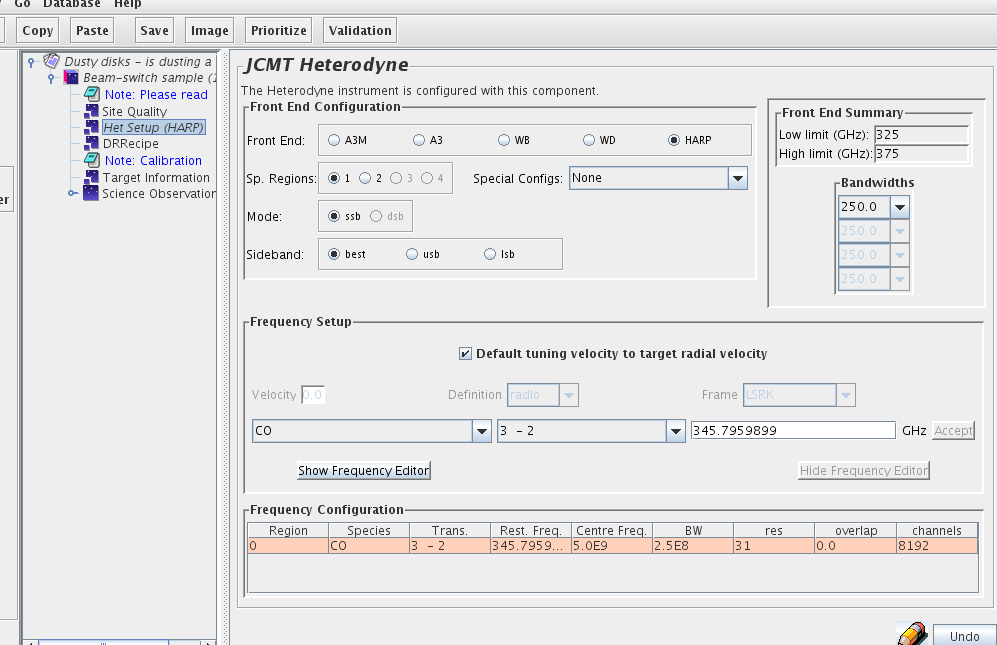 Go Database Help
Copy Paste Save Image Prioritize Validation
Dusty disks - is dusting a
Beam-switch sample (1
Note: Please read
Site Quality
Het Setup (HARP)
DRRecipe
Note: Calibration
Target Information
Science Observation
er
JCMT Heterodyne
The Heterodyne instrument is configured with this component.
Front End Configuration
Front End: A3M A3 WB WD HARP
Sp. Regions: 1 2 3 4 Special Configs: None
Mode: ssb dsb
Sideband: best usb lsb
Front End Summary
Low limit (GHz): 325
High limit (GHz): 375
Bandwidths
250.0
250.0
250.0
250.0
Frequency Setup
Default tuning velocity to target radial velocity
Velocity 0.0 Definition radio Frame LSRK
CO 3 - 2 345.7959899 GHz Accept
Show Frequency Editor Hide Frequency Editor
Frequency Configuration
Region Species Trans. Rest. Freq. Centre Freq. BW res overlap channels
0 CO 3 - 2 345.7959... 5.0E9 2.5E8 31 0.0 8192
Undo